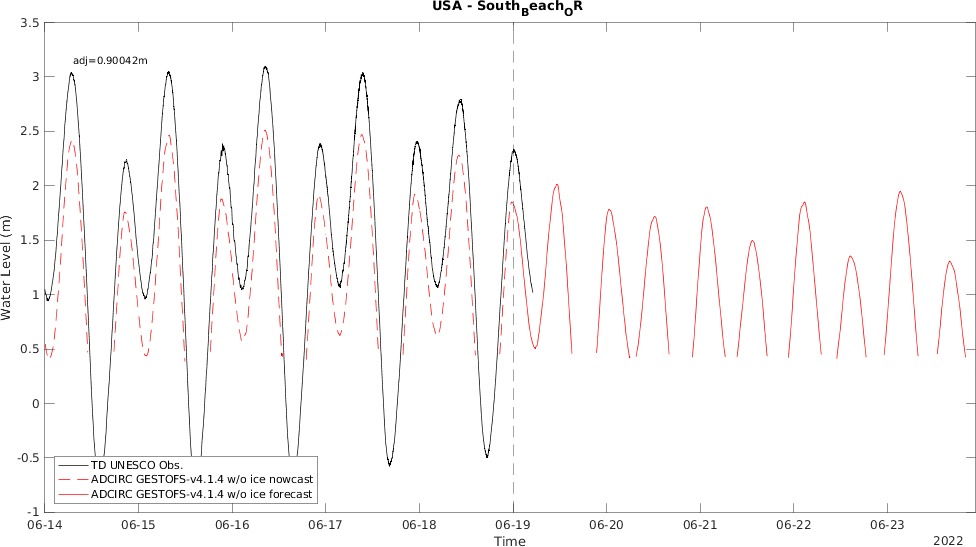 USA - South_Beach_OR
adj=0.90042m
3.5
3
2.5
2
1.5
1
0.5
0
-0.5
-1
Water Level (m)
TD UNESCO Obs.
ADCIRC GESTOFS-v4.1.4 w/o ice nowcast
ADCIRC GESTOFS-v4.1.4 w/o ice forecast
06-14 06-15 06-16 06-17 06-18 06-19 06-20 06-21 06-22 06-23
Time
2022